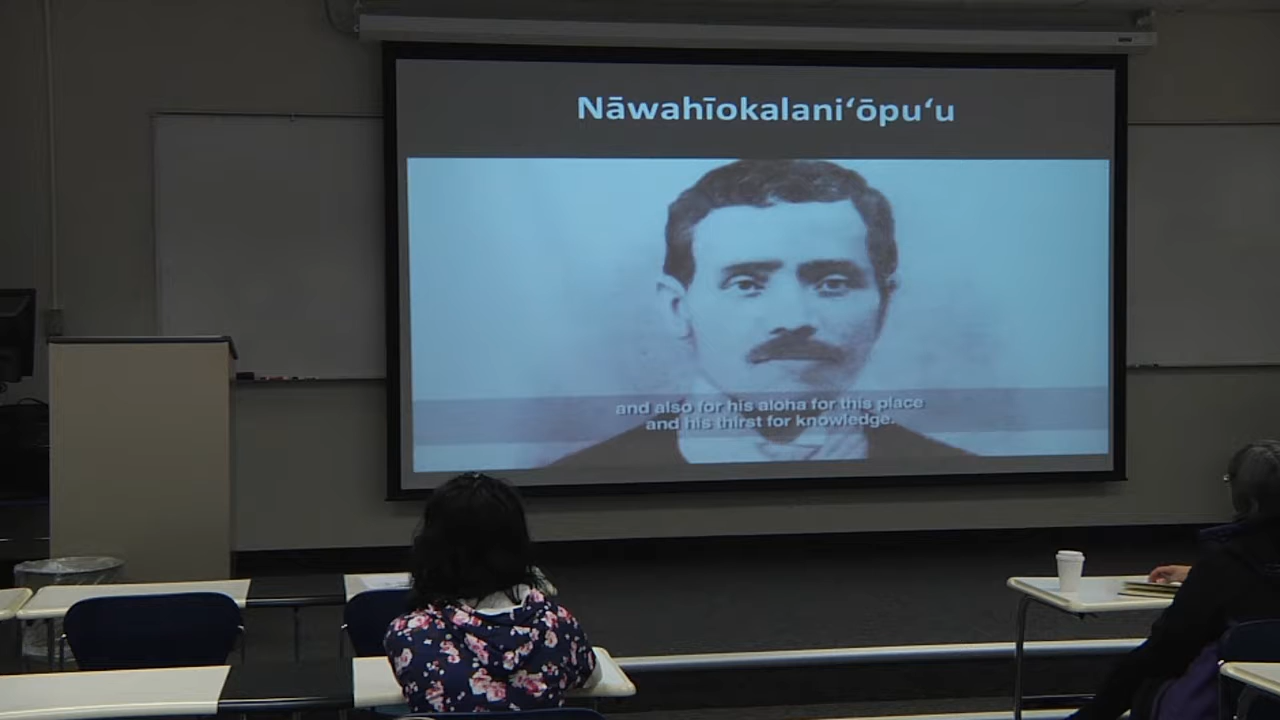 Nāwahīokalaniʻōpuʻu
and also for his aloha for this place
and his thirst for knowledge.